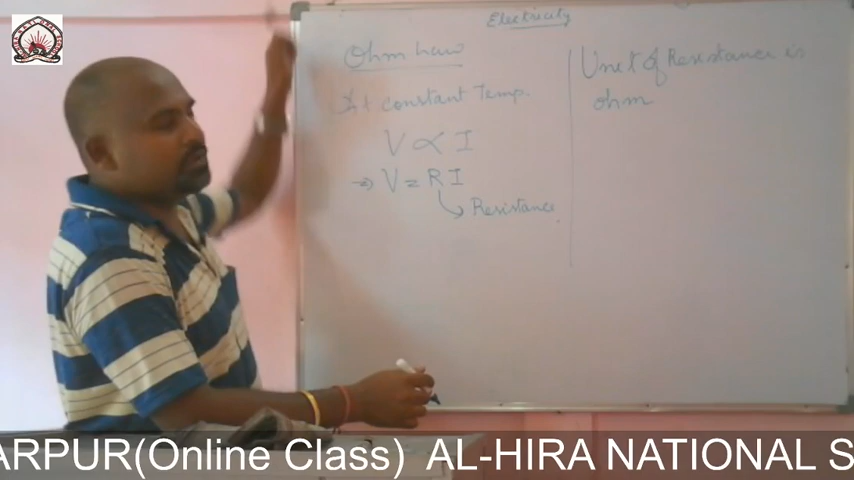 Electricity
Ohm Law
At constant Temp.
V ∝ I
⇒ V = RI
Resistance
Unit of Resistance is
ohm
ARPUR(Online Class) AL-HIRA NATIONAL S